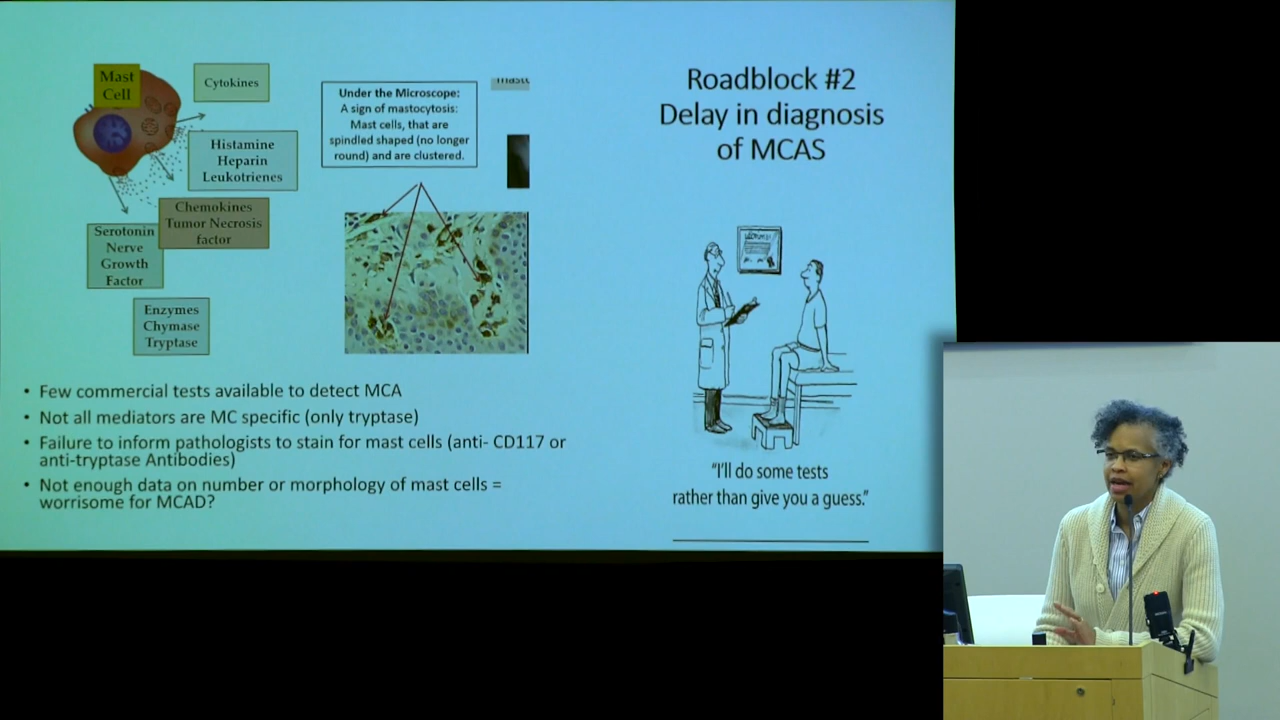 Mast
Cell
Cytokines
Histamine
Heparin
Leukotrienes
Chemokines
Tumor Necrosis
factor
Serotonin
Nerve
Growth
Factor
Enzymes
Chymase
Tryptase
Under the Microscope:
A sign of mastocytosis:
Mast cells, that are
spindled shaped (no longer
round) and are clustered.
• Few commercial tests available to detect MCA
• Not all mediators are MC specific (only tryptase)
• Failure to inform pathologists to stain for mast cells (anti- CD117 or
anti-tryptase Antibodies)
• Not enough data on number or morphology of mast cells =
worrisome for MCAD?
Roadblock #2
Delay in diagnosis
of MCAS
"I'll do some tests
rather than give you a guess."